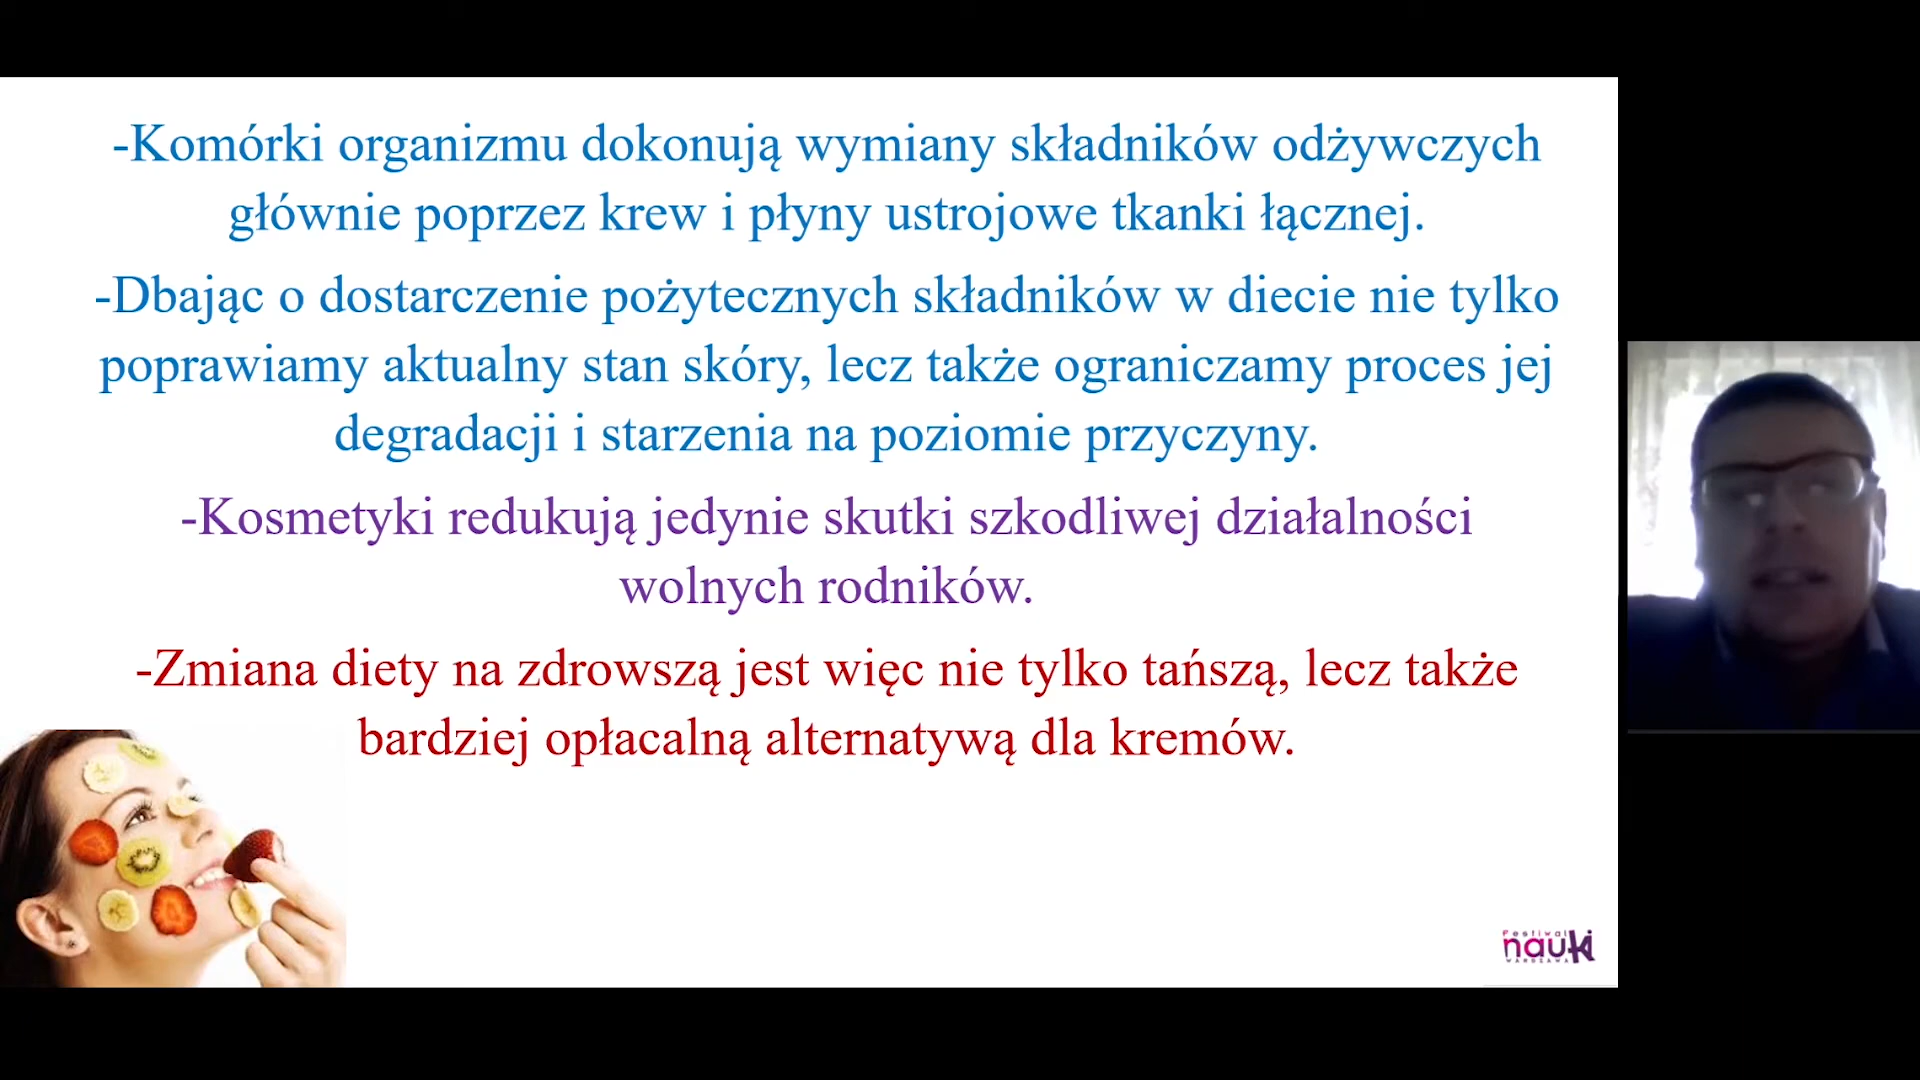 -Komórki organizmu dokonują wymiany składników odżywczych
głównie poprzez krew i płyny ustrojowe tkanki łącznej.
-Dbając o dostarczenie pożytecznych składników w diecie nie tylko
poprawiamy aktualny stan skóry, lecz także ograniczamy proces jej
degradacji i starzenia na poziomie przyczyny.
-Kosmetyki redukują jedynie skutki szkodliwej działalności
wolnych rodników.
-Zmiana diety na zdrowszą jest więc nie tylko tańszą, lecz także
bardziej opłacalną alternatywą dla kremów.
Festiwal
nauki
WARSZAWA